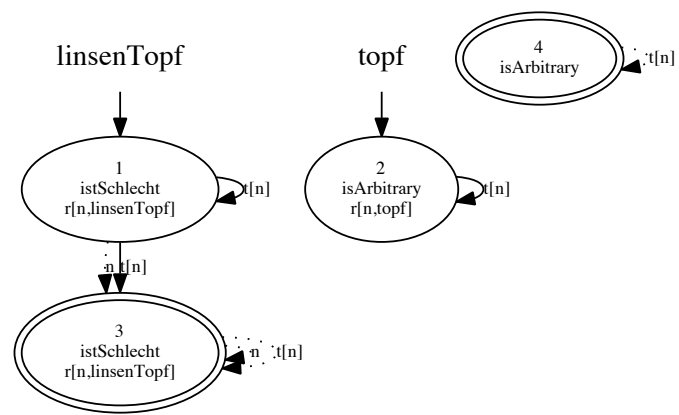 linsenTopf
topf
4
isArbitrary
t[n]
1
istSchlecht
r[n,linsenTopf]
t[n]
2
isArbitrary
r[n,topf]
t[n]
n
t[n]
3
istSchlecht
r[n,linsenTopf]
n
t[n]